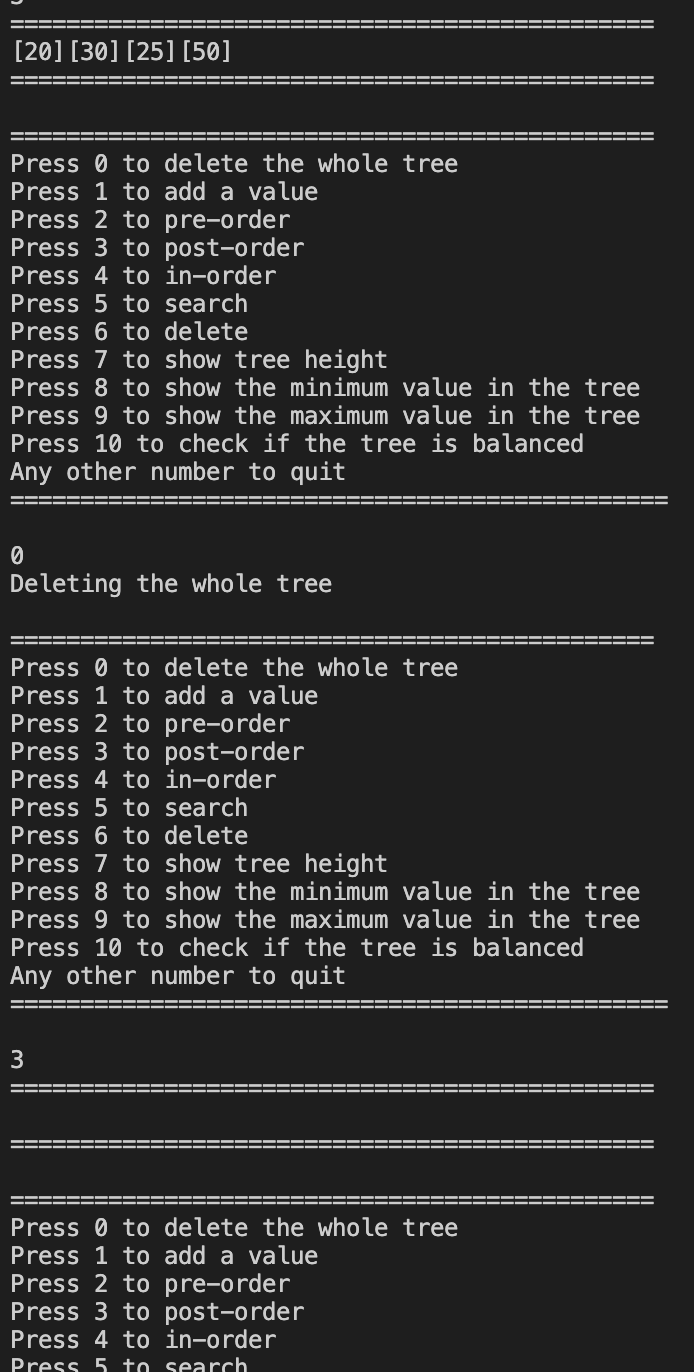 ==============================================
[20][30][25][50]
==============================================
==============================================
Press 0 to delete the whole tree
Press 1 to add a value
Press 2 to pre-order
Press 3 to post-order
Press 4 to in-order
Press 5 to search
Press 6 to delete
Press 7 to show tree height
Press 8 to show the minimum value in the tree
Press 9 to show the maximum value in the tree
Press 10 to check if the tree is balanced
Any other number to quit
===============================================
0
Deleting the whole tree
==============================================
Press 0 to delete the whole tree
Press 1 to add a value
Press 2 to pre-order
Press 3 to post-order
Press 4 to in-order
Press 5 to search
Press 6 to delete
Press 7 to show tree height
Press 8 to show the minimum value in the tree
Press 9 to show the maximum value in the tree
Press 10 to check if the tree is balanced
Any other number to quit
===============================================
3
==============================================
==============================================
==============================================
Press 0 to delete the whole tree
Press 1 to add a value
Press 2 to pre-order
Press 3 to post-order
Press 4 to in-order
Press 5 to search